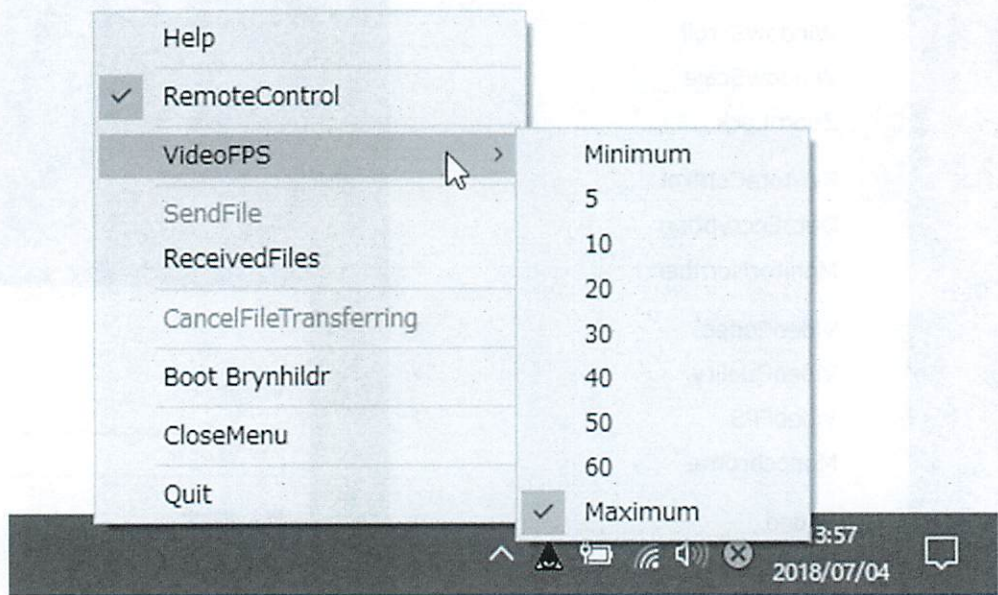 Help
RemoteControl
VideoFPS
SendFile
ReceivedFiles
CancelFileTransferring
Boot Brynhildr
CloseMenu
Quit
Minimum
5
10
20
30
40
50
60
Maximum
3:57
2018/07/04